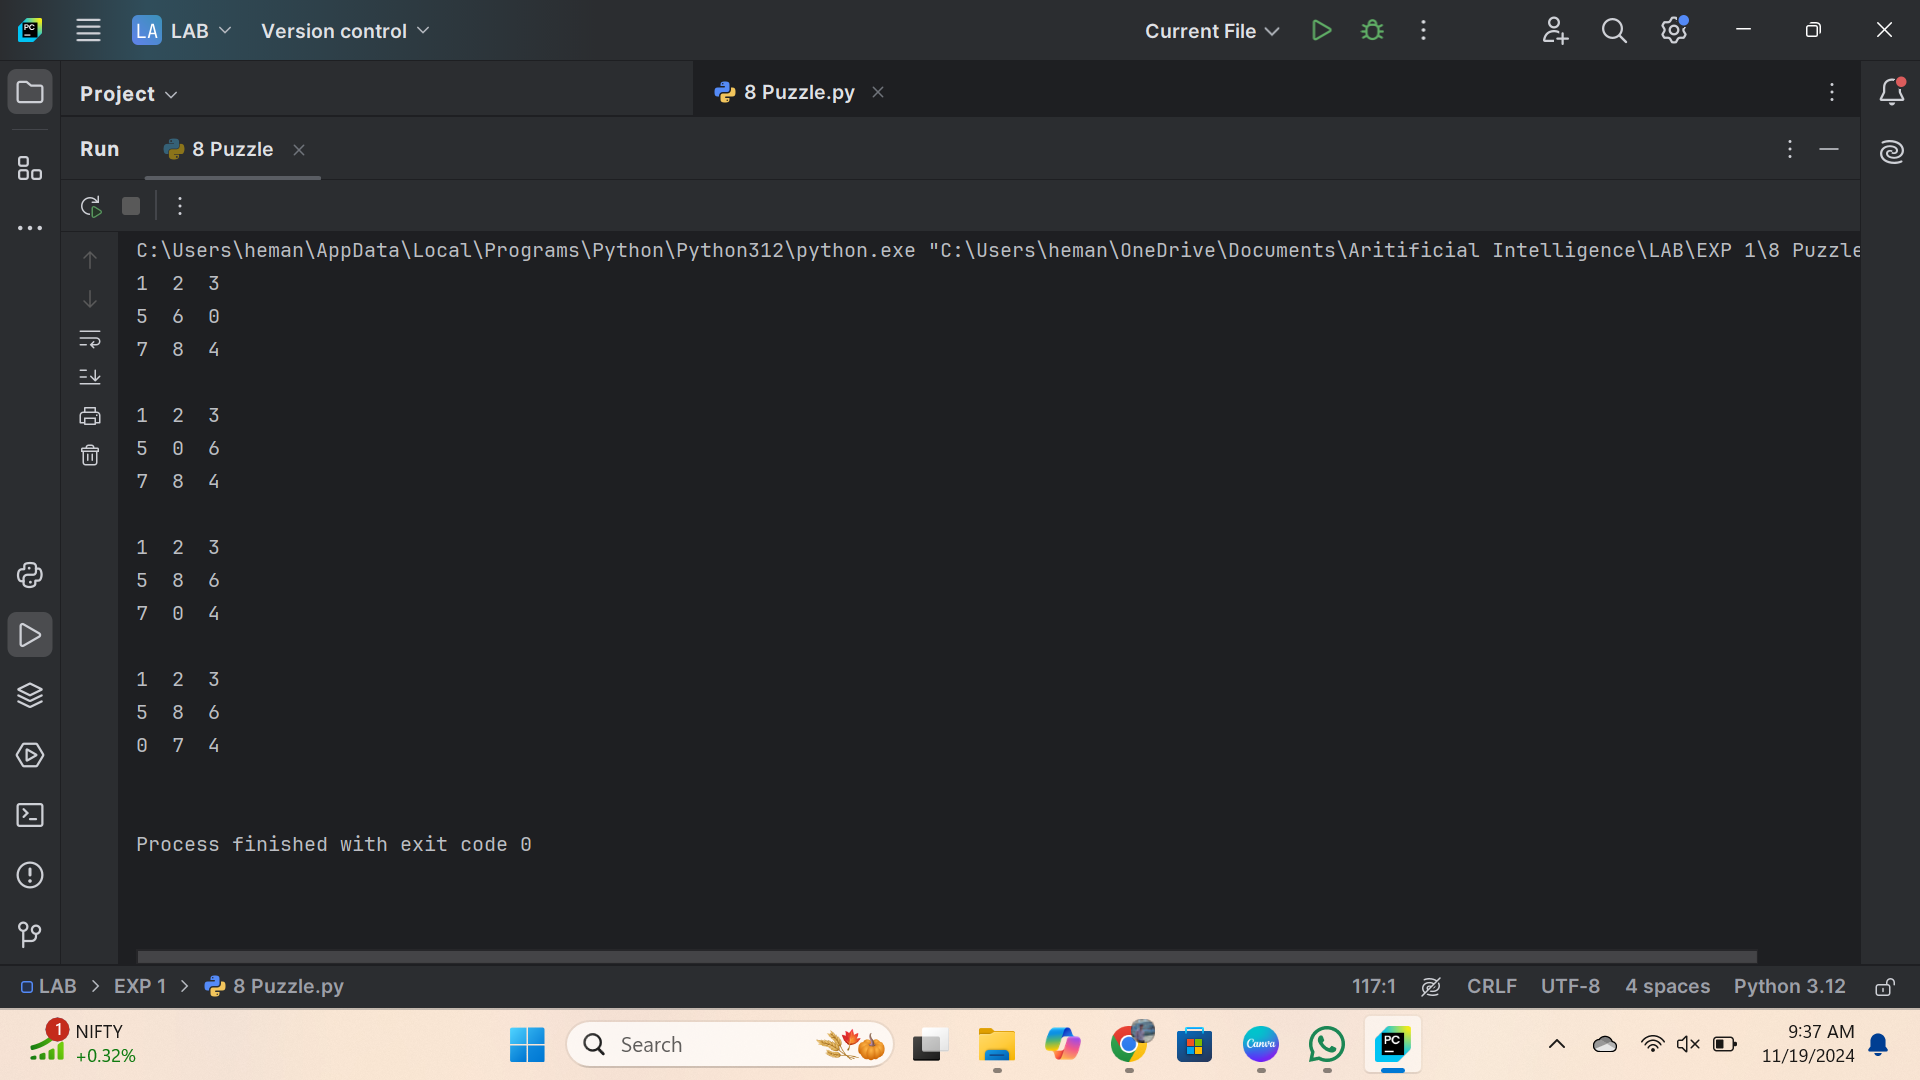 LA LAB Version control Current File
Project 8 Puzzle.py
Run 8 Puzzle
C:\Users\heman\AppData\Local\Programs\Python\Python312\python.exe "C:\Users\heman\OneDrive\Documents\Aritificial Intelligence\LAB\EXP 1\8 Puzzle
1 2 3
5 6 0
7 8 4
1 2 3
5 0 6
7 8 4
1 2 3
5 8 6
7 0 4
1 2 3
5 8 6
0 7 4
Process finished with exit code 0
LAB > EXP 1 > 8 Puzzle.py 117:1 CRLF UTF-8 4 spaces Python 3.12
1 NIFTY
+0.32%
Search
Canva
PC
9:37 AM
11/19/2024